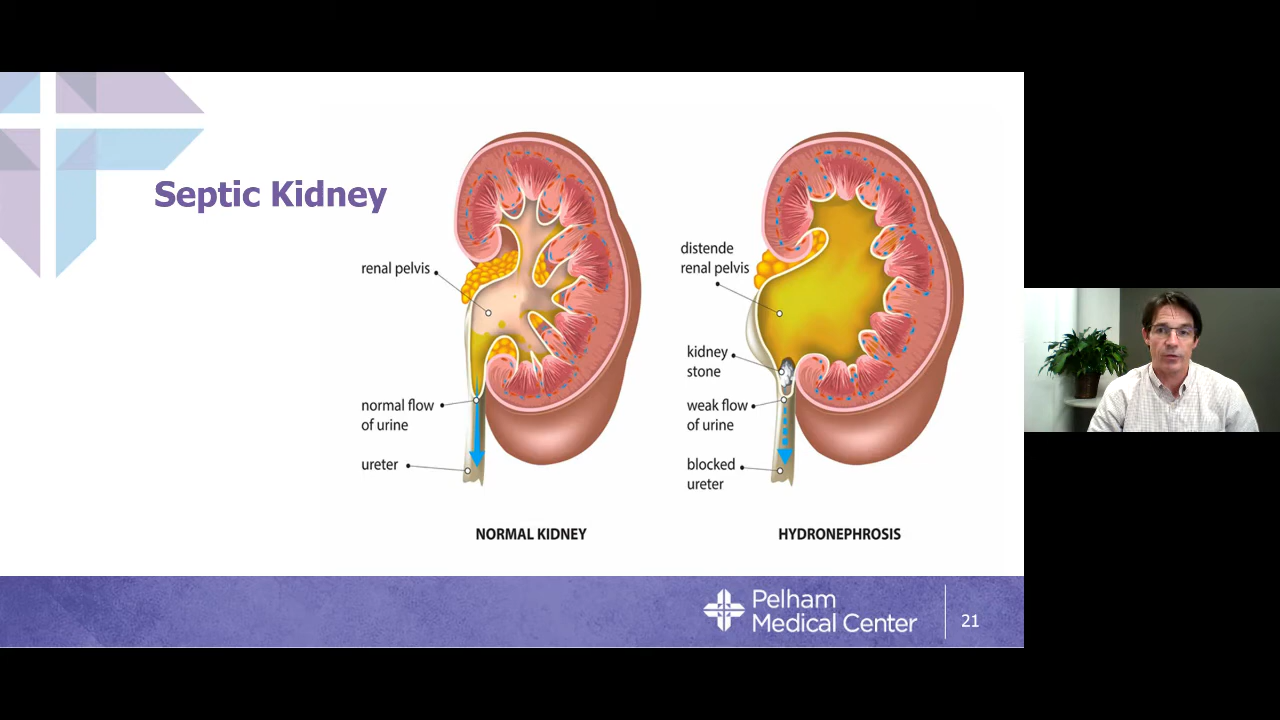 Septic Kidney
renal pelvis
normal flow
of urine
ureter
NORMAL KIDNEY
distende
renal pelvis
kidney
stone
weak flow
of urine
blocked
ureter
HYDRONEPHROSIS
Pelham
Medical Center
21